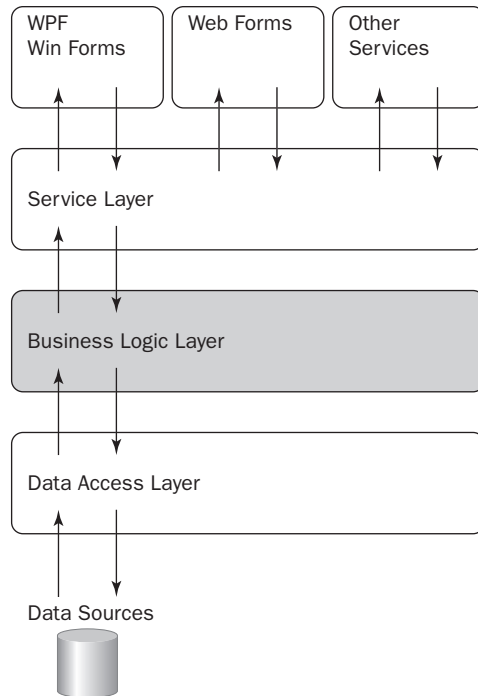 WPF
Win Forms
Web Forms
Other
Services
Service Layer
Business Logic Layer
Data Access Layer
Data Sources